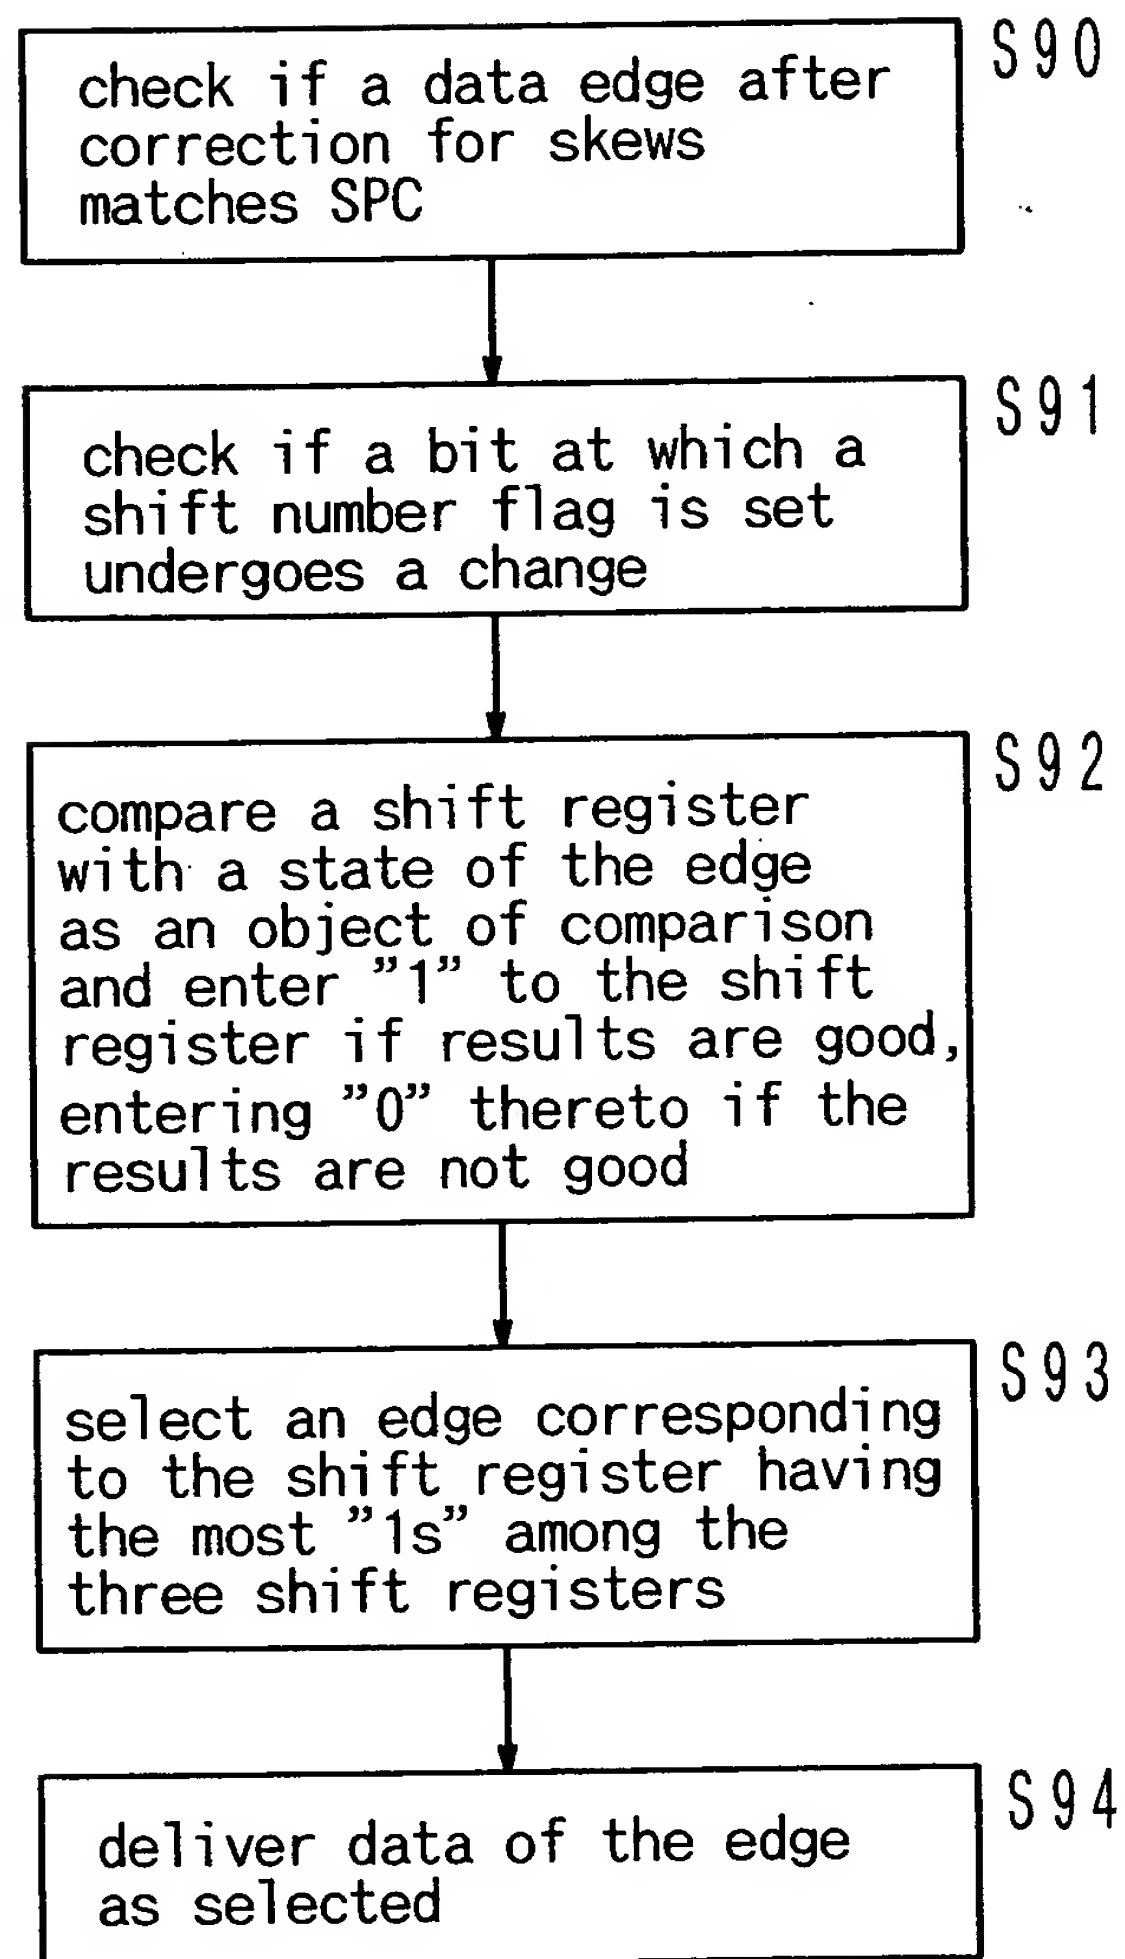 S90
check if a data edge after
correction for skews
matches SPC
S91
check if a bit at which a
shift number flag is set
undergoes a change
S92
compare a shift register
with a state of the edge
as an object of comparison
and enter ”1” to the shift
register if results are good,
entering ”0” thereto if the
results are not good
S93
select an edge corresponding
to the shift register having
the most ”1s” among the
three shift registers
S94
deliver data of the edge
as selected